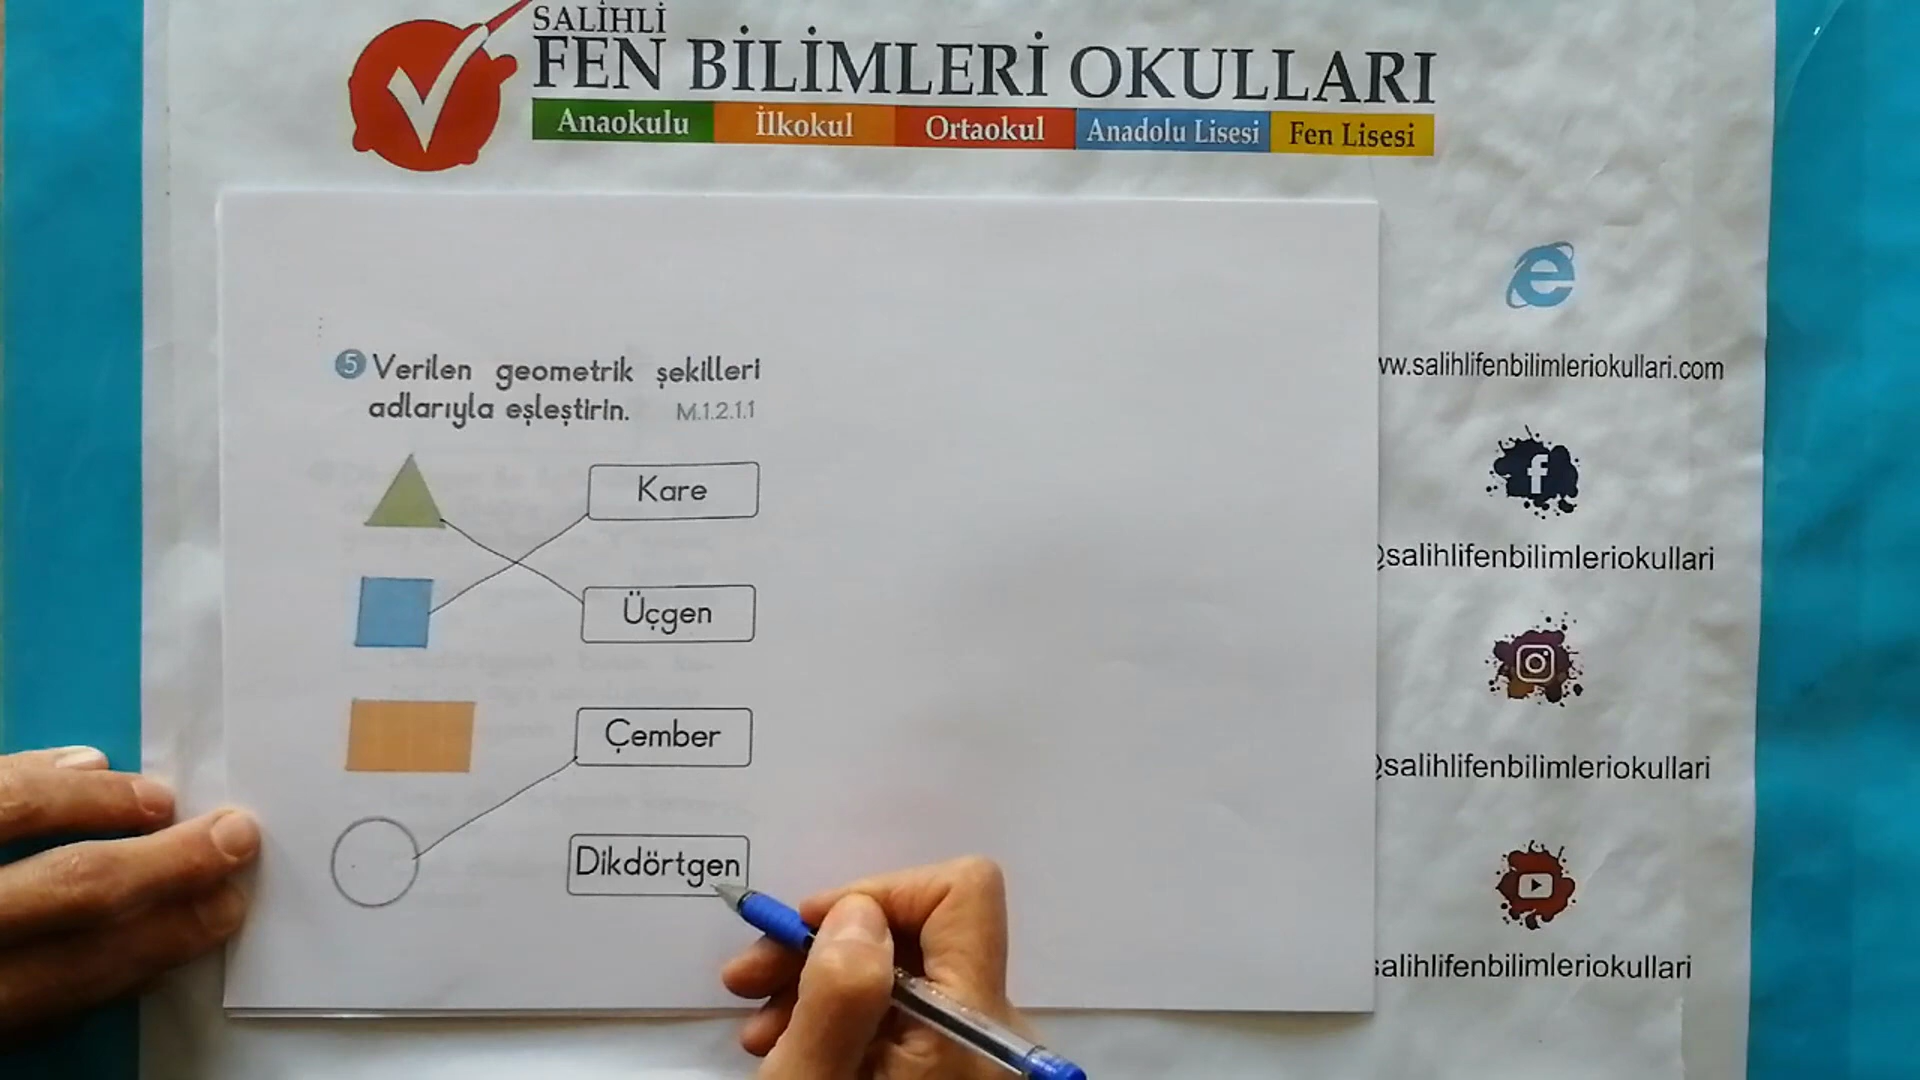 SALİHLİ
FEN BİLİMLERİ OKULLARI
Anaokulu İlkokul Ortaokul Anadolu Lisesi Fen Lisesi
5 Verilen geometrik şekilleri
adlarıyla eşleştirin. M.1.2.1.1
Kare
Üçgen
Çember
Dikdörtgen
ww.salihlifenbilimleriokullari.com
f
@salihlifenbilimleriokullari
@salihlifenbilimleriokullari
salihlifenbilimleriokullari